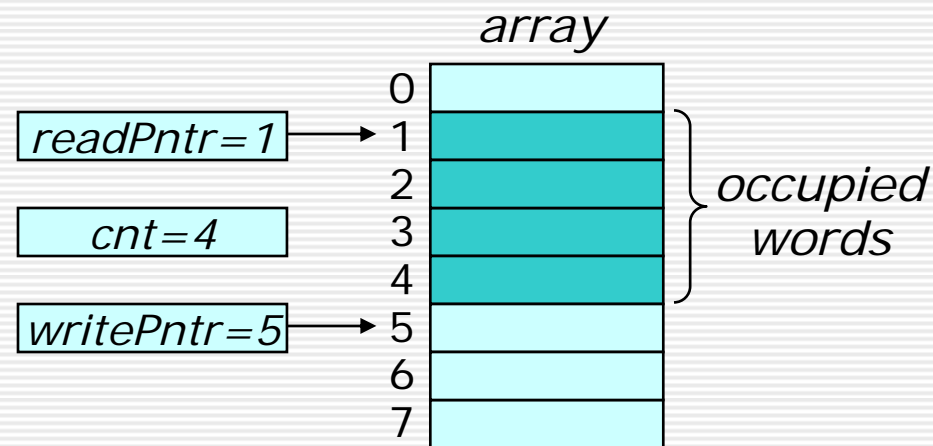 array
0
readPntr=1
1
2
occupied
words
cnt=4
3
4
writePntr=5
5
6
7